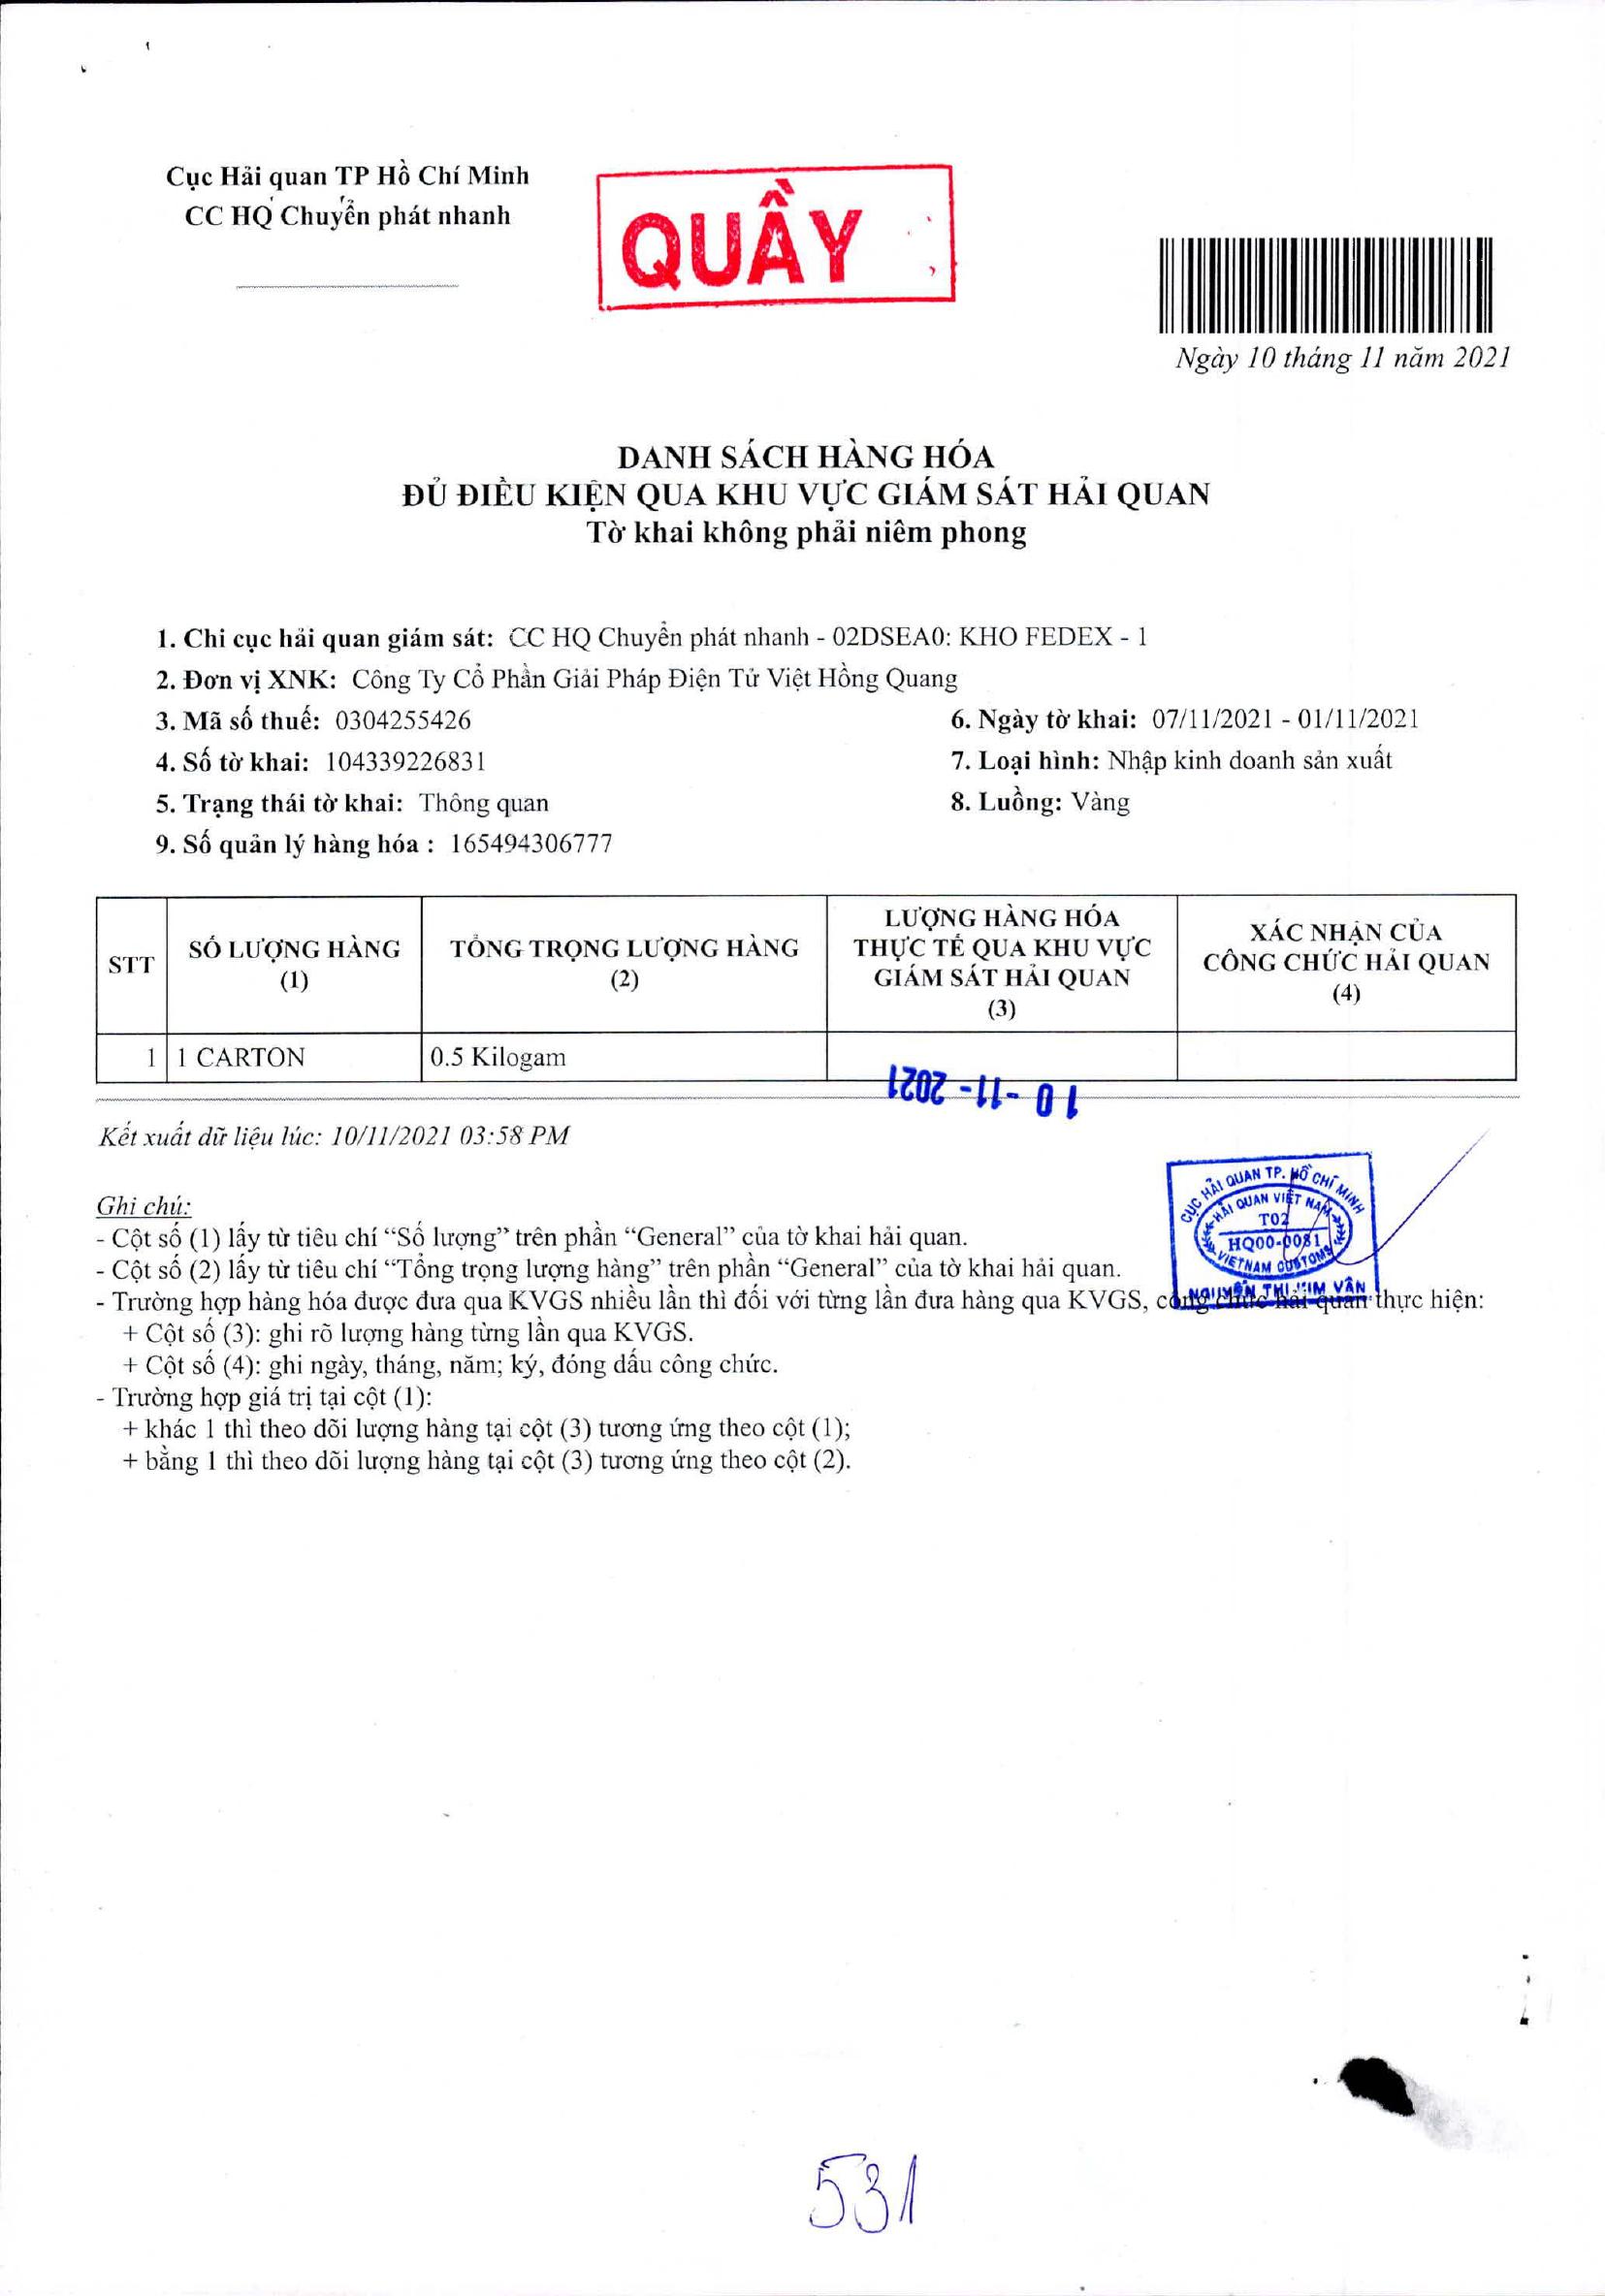 Cục Hải quan TP Hồ Chí Minh
CC HQ Chuyển phát nhanh
QUẦY
Ngày 10 tháng 11 năm 2021
DANH SÁCH HÀNG HÓA
ĐỦ ĐIỀU KIỆN QUA KHU VỰC GIÁM SÁT HẢI QUAN
Tờ khai không phải niêm phong
1. Chi cục hải quan giám sát: CC HQ Chuyển phát nhanh - 02DSEA0: KHO FEDEX - 1
2. Đơn vị XNK: Công Ty Cổ Phần Giải Pháp Điện Tử Việt Hồng Quang
3. Mã số thuế: 0304255426
6. Ngày tờ khai: 07/11/2021 - 01/11/2021
4. Số tờ khai: 104339226831
7. Loại hình: Nhập kinh doanh sản xuất
5. Trạng thái tờ khai: Thông quan
8. Luồng: Vàng
9. Số quản lý hàng hóa : 165494306777
STT
SỐ LƯỢNG HÀNG
(1)
TỔNG TRỌNG LƯỢNG HÀNG
(2)
LƯỢNG HÀNG HÓA
THỰC TẾ QUA KHU VỰC
GIÁM SÁT HẢI QUAN
(3)
XÁC NHẬN CỦA
CÔNG CHỨC HẢI QUAN
(4)
1 1 CARTON 0.5 Kilogam
10 -11- 2021
Kết xuất dữ liệu lúc: 10/11/2021 03:58 PM
CỤC HẢI QUAN TP. HỒ CHÍ MINH
HẢI QUAN VIỆT NAM
T02
HQ00-0081
VIETNAM CUSTOMS
NGUYỄN THỊ KIM VÂN
Ghi chú:
- Cột số (1) lấy từ tiêu chí “Số lượng” trên phần “General” của tờ khai hải quan.
- Cột số (2) lấy từ tiêu chí “Tổng trọng lượng hàng” trên phần “General” của tờ khai hải quan.
- Trường hợp hàng hóa được đưa qua KVGS nhiều lần thì đối với từng lần đưa hàng qua KVGS, công chức hải quan thực hiện:
+ Cột số (3): ghi rõ lượng hàng từng lần qua KVGS.
+ Cột số (4): ghi ngày, tháng, năm; ký, đóng dấu công chức.
- Trường hợp giá trị tại cột (1):
+ khác 1 thì theo dõi lượng hàng tại cột (3) tương ứng theo cột (1);
+ bằng 1 thì theo dõi lượng hàng tại cột (3) tương ứng theo cột (2).
531